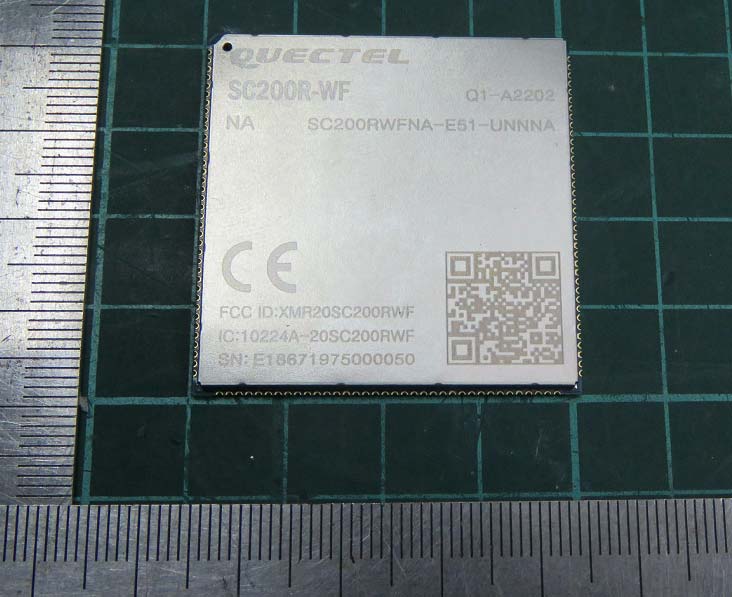 QUECTEL
SC200R-WF Q1-A2202
NA SC200RWFNA-E51-UNNNA
CE
FCC ID:XMR20SC200RWF
IC:10224A-20SC200RWF
SN: E18671975000050